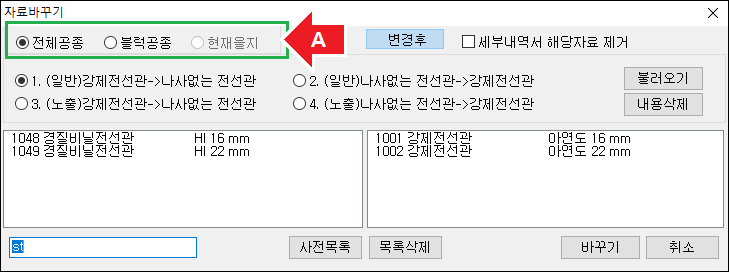 자료바꾸기
전체공종 블럭공종 현재을지 A 변경후 세부내역서 해당자료 제거
1. (일반)강제전선관->나사없는 전선관 2. (일반)나사없는 전선관->강제전선관 불러오기
3. (노출)강제전선관->나사없는 전선관 4. (노출)나사없는 전선관->강제전선관 내용삭제
1048 경질비닐전선관 HI 16 mm 1001 강제전선관 아연도 16 mm
1049 경질비닐전선관 HI 22 mm 1002 강제전선관 아연도 22 mm
st 사전목록 목록삭제 바꾸기 취소